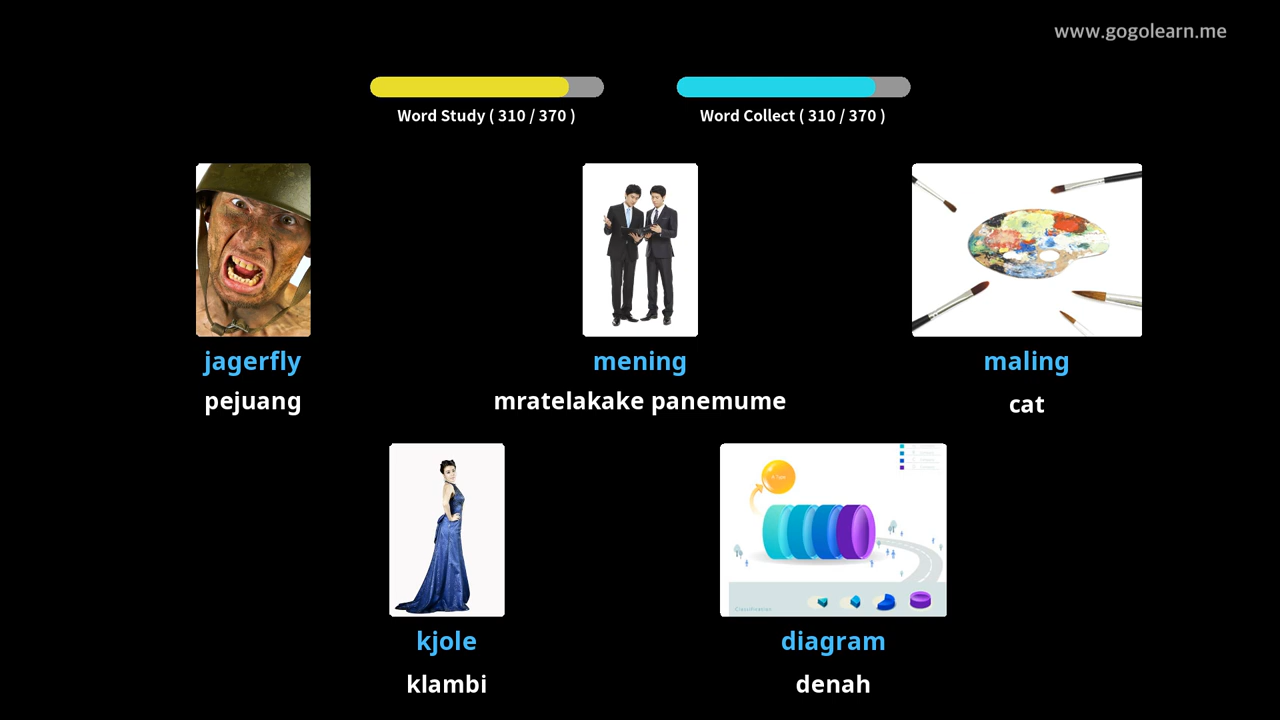 www.gogolearn.me
Word Study ( 310 / 370 )
Word Collect ( 310 / 370 )
jagerfly
mening
maling
pejuang
mratelakake panemume
cat
kjole
diagram
klambi
denah